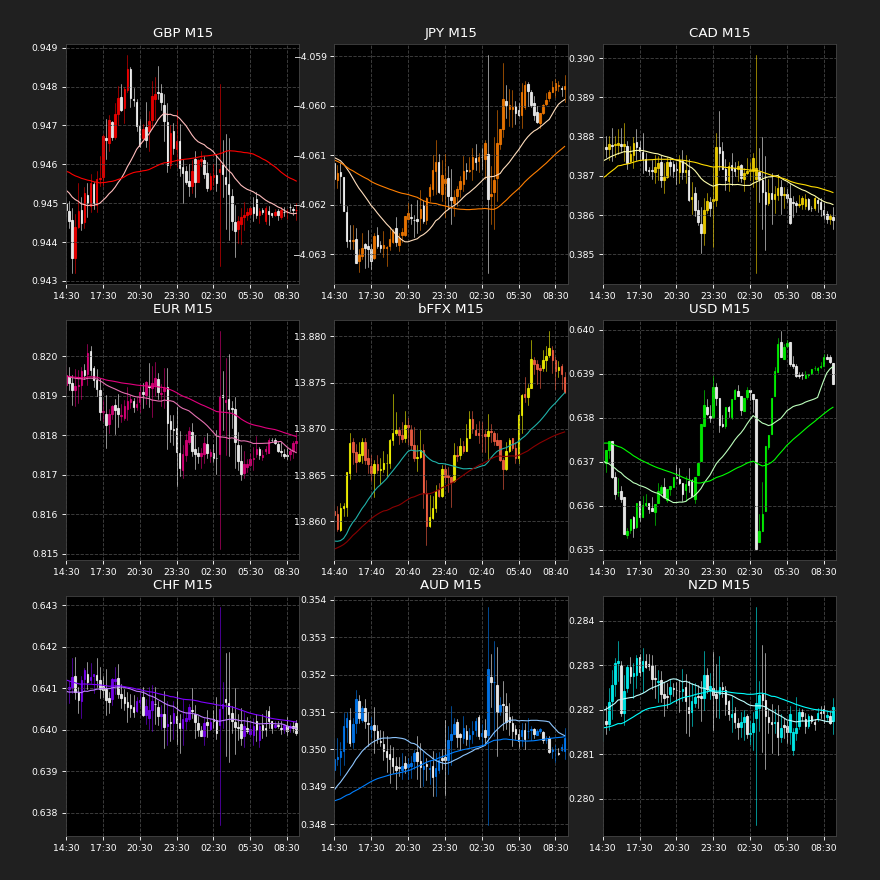 GBP M15
0.949
0.948
0.947
0.946
0.945
0.944
0.943
14:30 17:30 20:30 23:30 02:30 05:30 08:30
JPY M15
−4.059
−4.060
−4.061
−4.062
−4.063
14:30 17:30 20:30 23:30 02:30 05:30 08:30
CAD M15
0.390
0.389
0.388
0.387
0.386
0.385
14:30 17:30 20:30 23:30 02:30 05:30 08:30
EUR M15
0.820
0.819
0.818
0.817
0.816
0.815
14:30 17:30 20:30 23:30 02:30 05:30 08:30
bFFX M15
13.880
13.875
13.870
13.865
13.860
14:40 17:40 20:40 23:40 02:40 05:40 08:40
USD M15
0.640
0.639
0.638
0.637
0.636
0.635
14:30 17:30 20:30 23:30 02:30 05:30 08:30
CHF M15
0.643
0.642
0.641
0.640
0.639
0.638
14:30 17:30 20:30 23:30 02:30 05:30 08:30
AUD M15
0.354
0.353
0.352
0.351
0.350
0.349
0.348
14:30 17:30 20:30 23:30 02:30 05:30 08:30
NZD M15
0.284
0.283
0.282
0.281
0.280
14:30 17:30 20:30 23:30 02:30 05:30 08:30